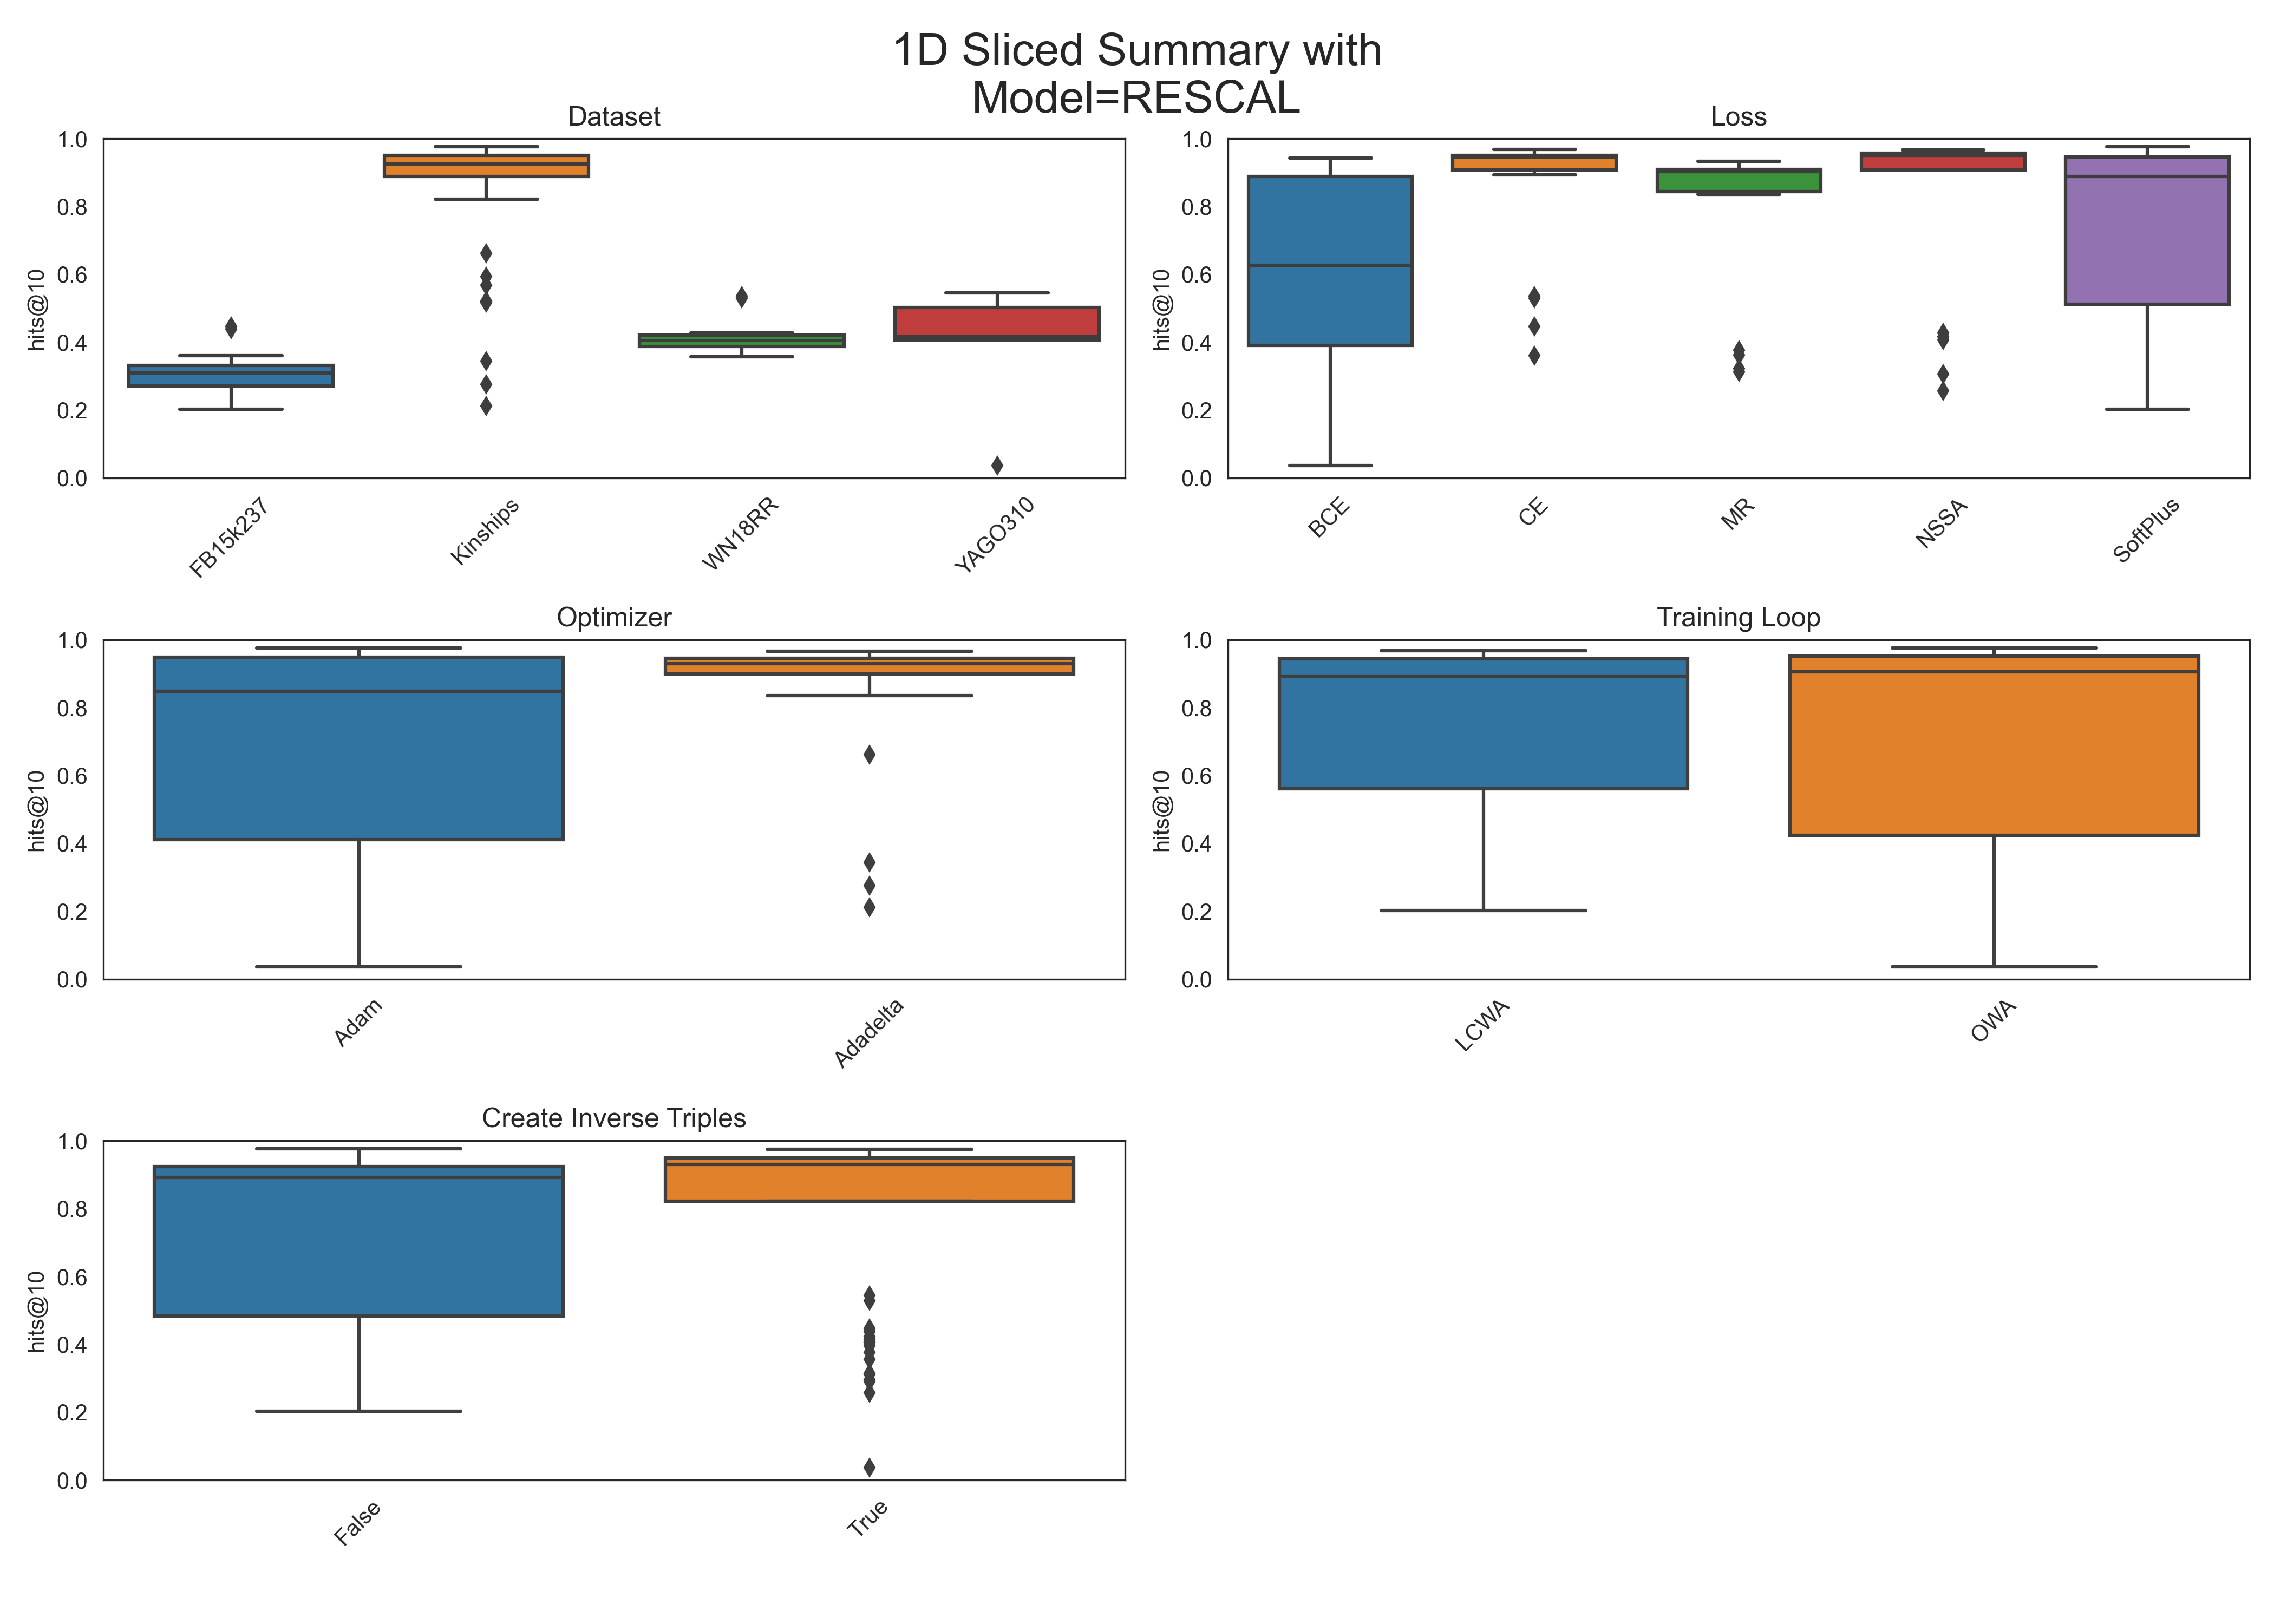 1D Sliced Summary with
Model=RESCAL
Dataset
hits@10
1.0
0.8
0.6
0.4
0.2
0.0
FB15k237
Kinships
WN18RR
YAGO310
Loss
hits@10
1.0
0.8
0.6
0.4
0.2
0.0
BCE
CE
MR
NSSA
SoftPlus
Optimizer
hits@10
1.0
0.8
0.6
0.4
0.2
0.0
Adam
Adadelta
Training Loop
hits@10
1.0
0.8
0.6
0.4
0.2
0.0
LCWA
OWA
Create Inverse Triples
hits@10
1.0
0.8
0.6
0.4
0.2
0.0
False
True